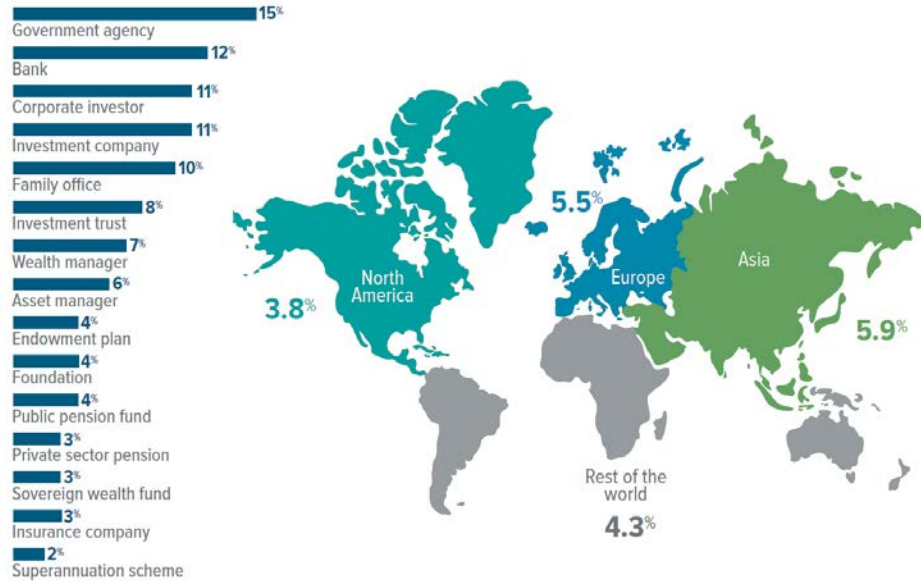 15%
Government agency
12%
Bank
11%
Corporate investor
11%
Investment company
10%
Family office
8%
Investment trust
7%
Wealth manager
6%
Asset manager
4%
Endowment plan
4%
Foundation
4%
Public pension fund
3%
Private sector pension
3%
Sovereign wealth fund
3%
Insurance company
2%
Superannuation scheme
North
America
3.8%
5.5%
Europe
Asia
5.9%
Rest of the
world
4.3%